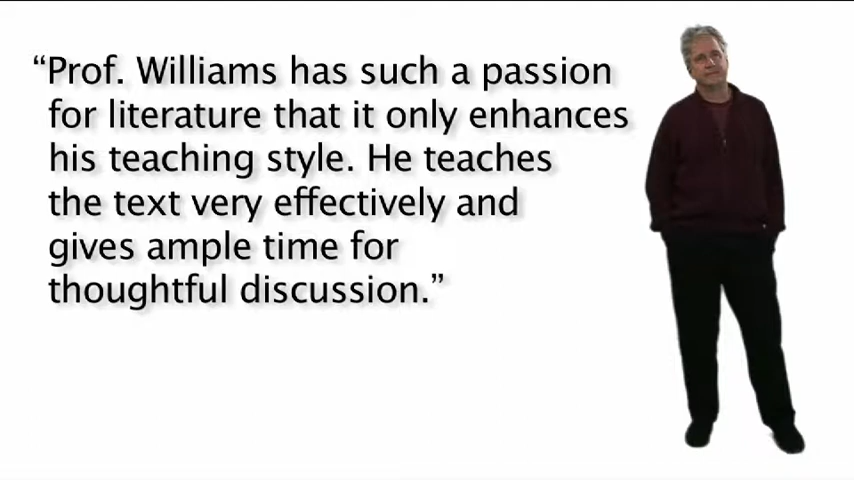 “Prof. Williams has such a passion
for literature that it only enhances
his teaching style. He teaches
the text very effectively and
gives ample time for
thoughtful discussion.”